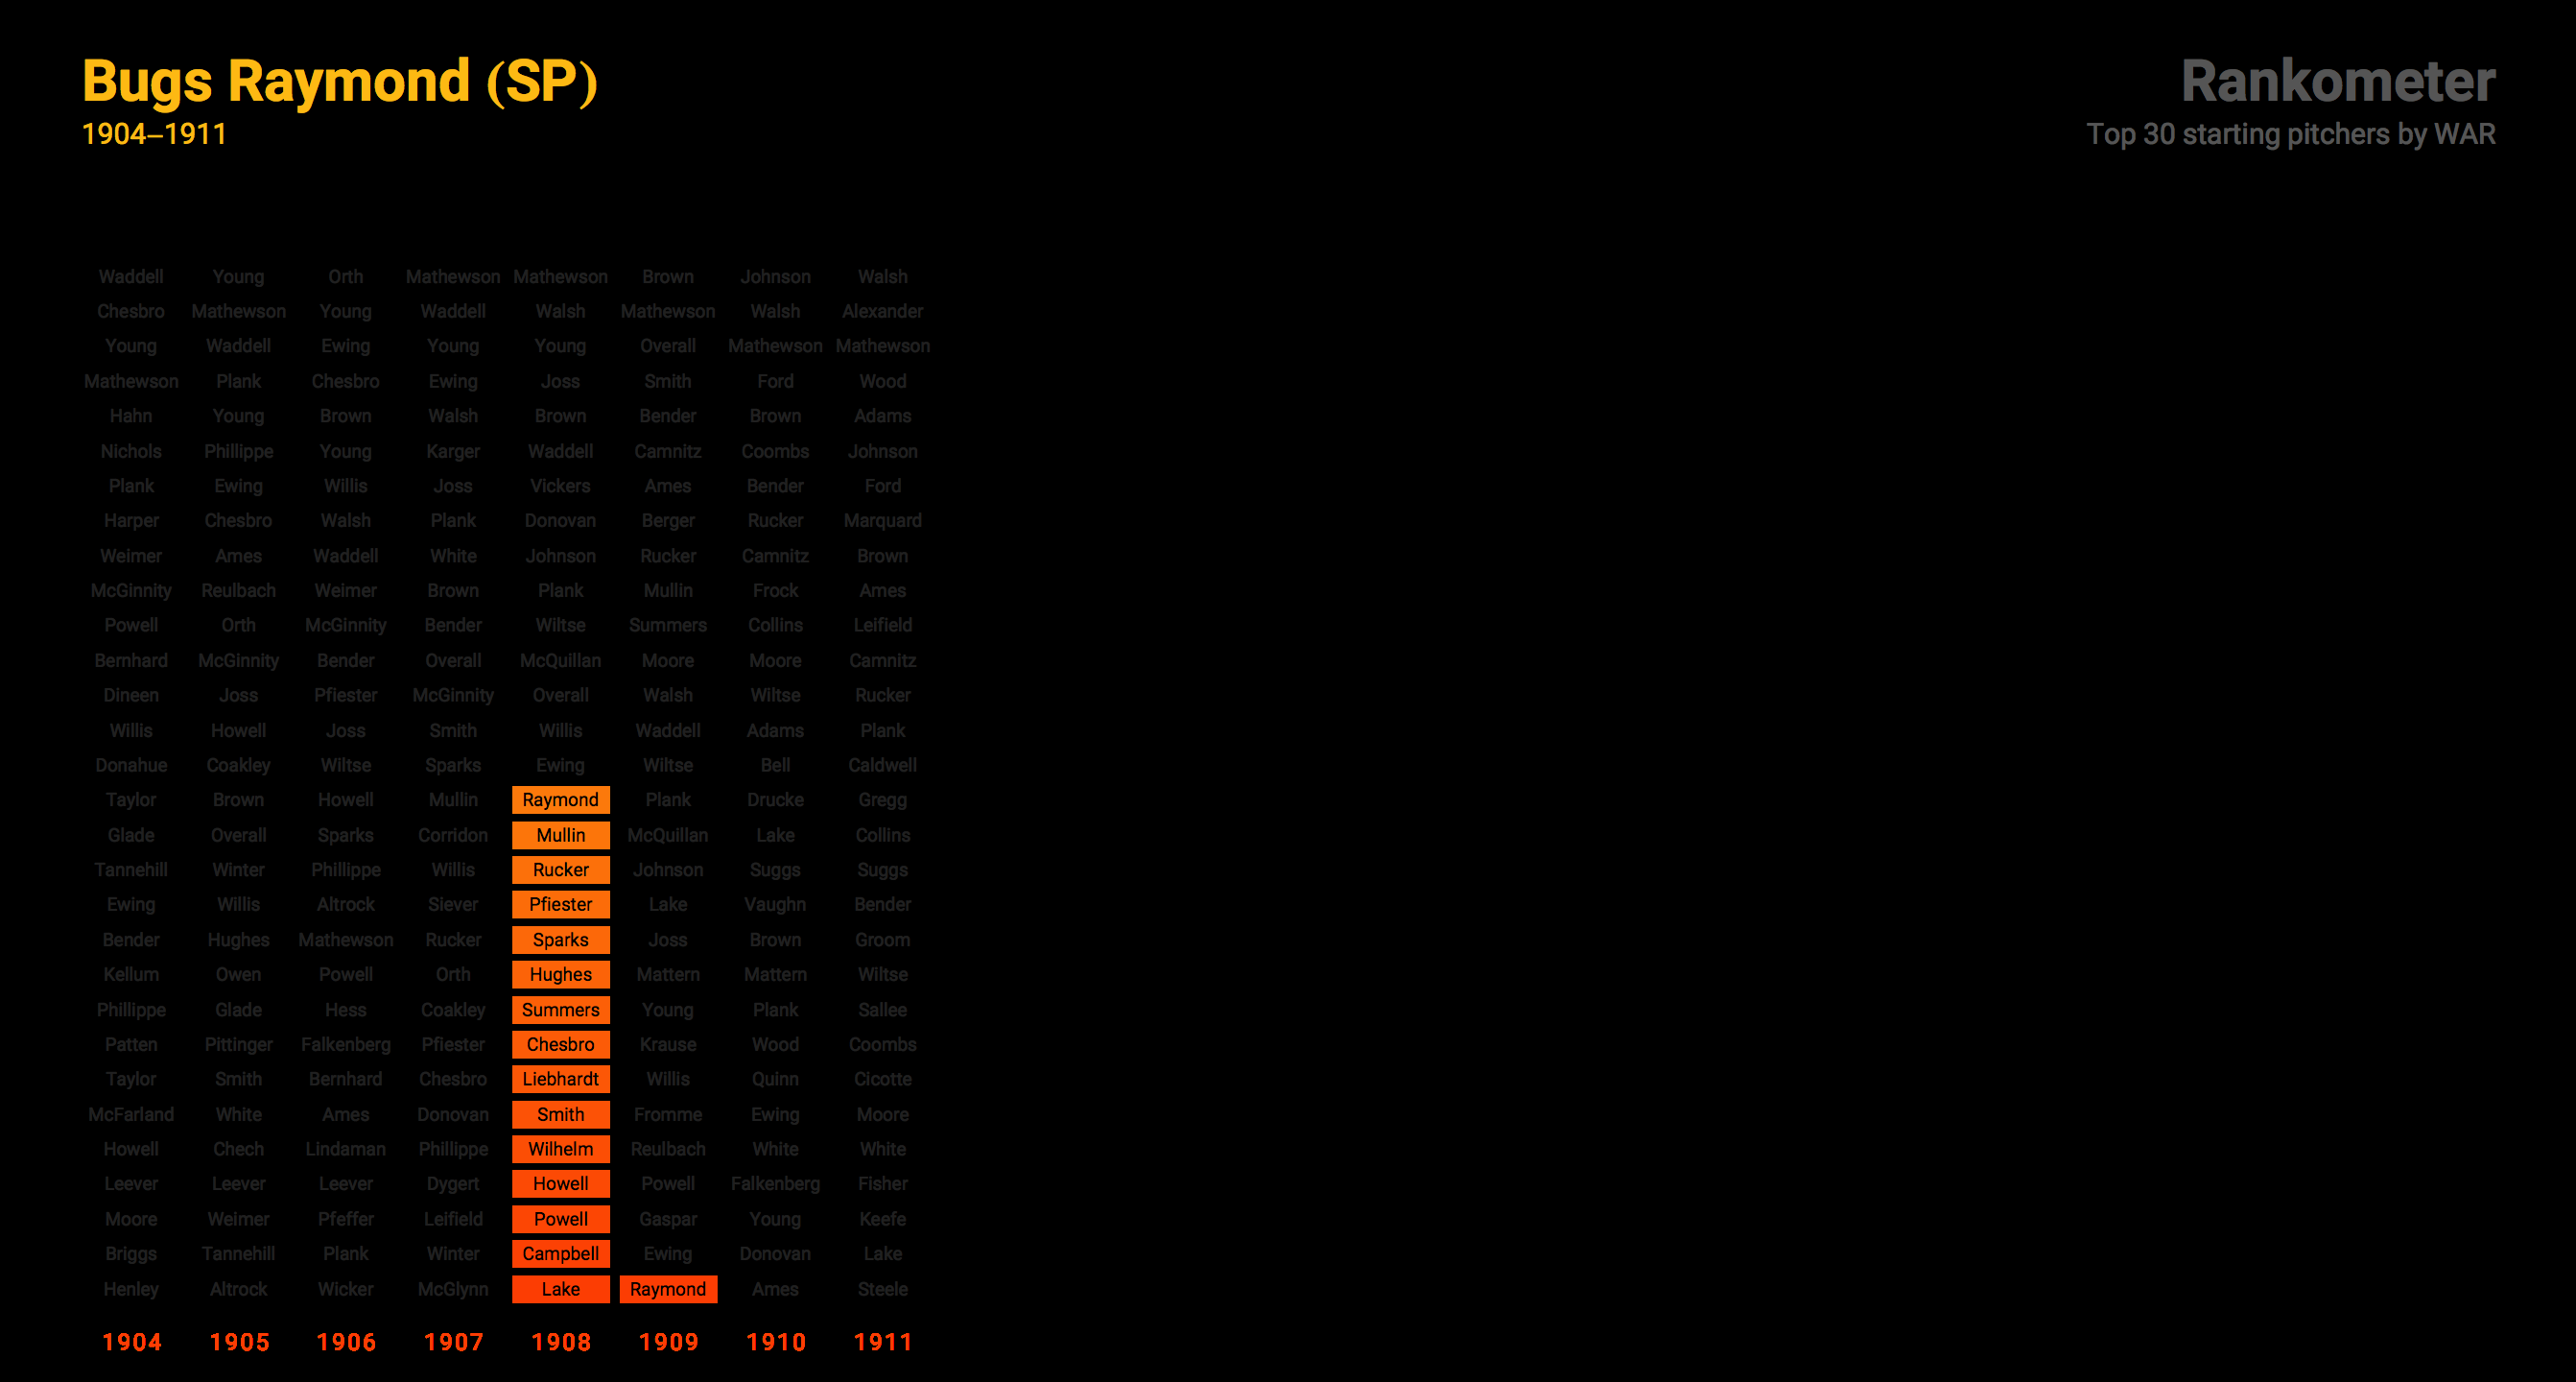 Bugs Raymond (SP)
1904–1911
Rankometer
Top 30 starting pitchers by WAR
Waddell Young Orth Mathewson Mathewson Brown Johnson Walsh
Chesbro Mathewson Young Waddell Walsh Mathewson Walsh Alexander
Young Waddell Ewing Young Young Overall Mathewson Mathewson
Mathewson Plank Chesbro Ewing Joss Smith Ford Wood
Hahn Young Brown Walsh Brown Bender Brown Adams
Nichols Phillippe Young Karger Waddell Camnitz Coombs Johnson
Plank Ewing Willis Joss Vickers Ames Bender Ford
Harper Chesbro Walsh Plank Donovan Berger Rucker Marquard
Weimer Ames Waddell White Johnson Rucker Camnitz Brown
McGinnity Reulbach Weimer Brown Plank Mullin Frock Ames
Powell Orth McGinnity Bender Wiltse Summers Collins Leifield
Bernhard McGinnity Bender Overall McQuillan Moore Moore Camnitz
Dineen Joss Pfiester McGinnity Overall Walsh Wiltse Rucker
Willis Howell Joss Smith Willis Waddell Adams Plank
Donahue Coakley Wiltse Sparks Ewing Wiltse Bell Caldwell
Taylor Brown Howell Mullin Raymond Plank Drucke Gregg
Glade Overall Sparks Corridon Mullin McQuillan Lake Collins
Tannehill Winter Phillippe Willis Rucker Johnson Suggs Suggs
Ewing Willis Altrock Siever Pfiester Lake Vaughn Bender
Bender Hughes Mathewson Rucker Sparks Joss Brown Groom
Kellum Owen Powell Orth Hughes Mattern Mattern Wiltse
Phillippe Glade Hess Coakley Summers Young Plank Sallee
Patten Pittinger Falkenberg Pfiester Chesbro Krause Wood Coombs
Taylor Smith Bernhard Chesbro Liebhardt Willis Quinn Cicotte
McFarland White Ames Donovan Smith Fromme Ewing Moore
Howell Chech Lindaman Phillippe Wilhelm Reulbach White White
Leever Leever Leever Dygert Howell Powell Falkenberg Fisher
Moore Weimer Pfeffer Leifield Powell Gaspar Young Keefe
Briggs Tannehill Plank Winter Campbell Ewing Donovan Lake
Henley Altrock Wicker McGlynn Lake Raymond Ames Steele
1904 1905 1906 1907 1908 1909 1910 1911